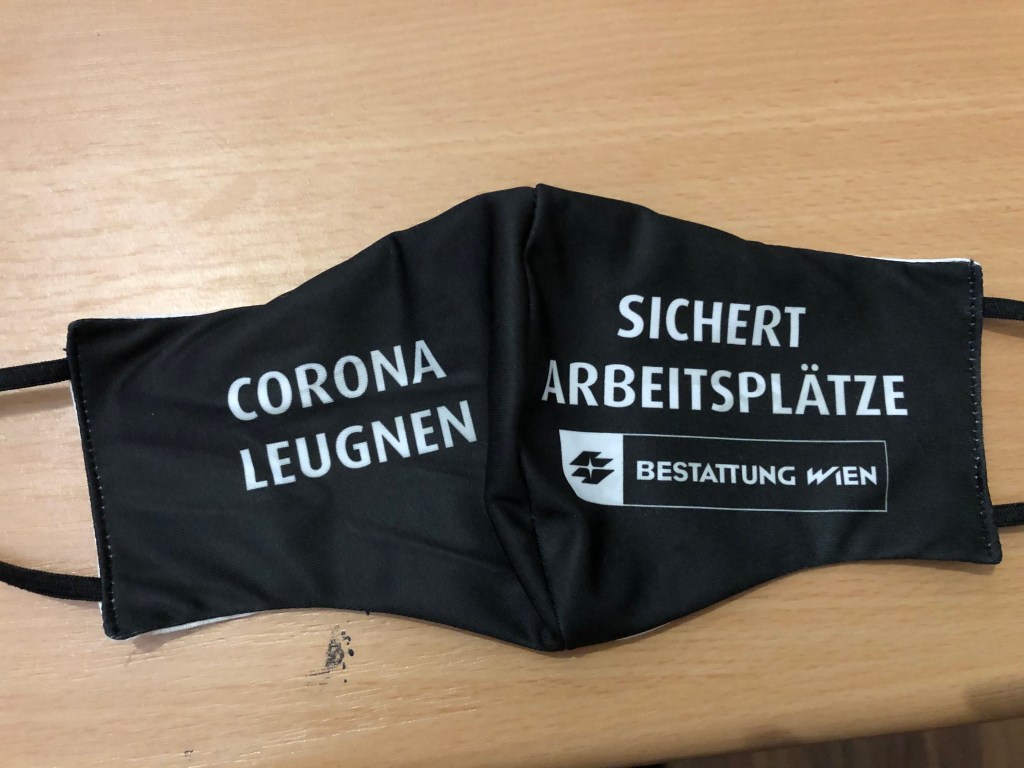 CORONA
LEUGNEN
SICHERT
ARBEITSPLÄTZE
BESTATTUNG WIEN